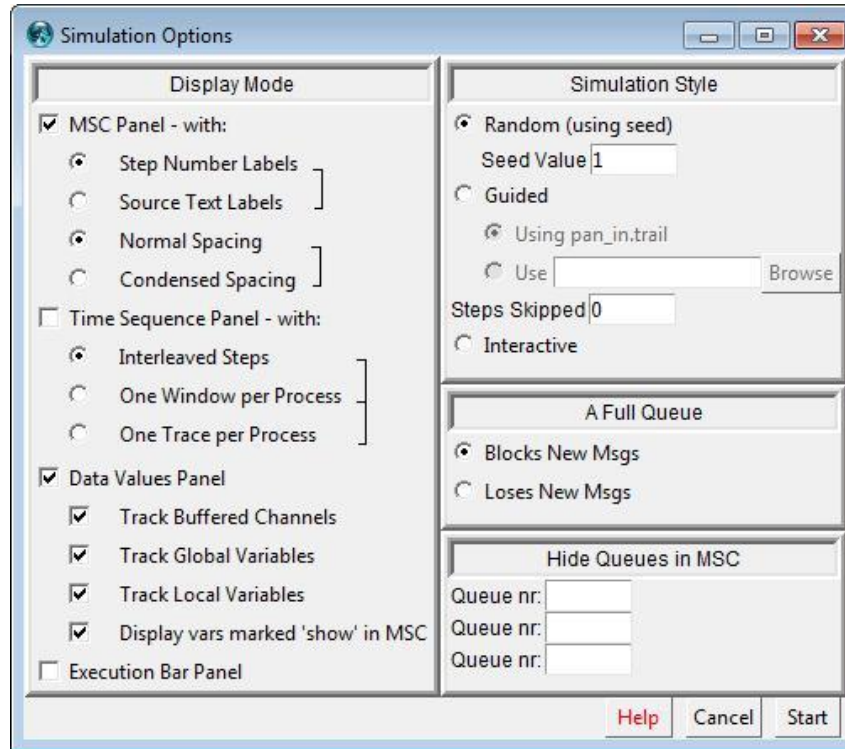 Simulation Options
Display Mode
MSC Panel - with:
Step Number Labels
Source Text Labels
Normal Spacing
Condensed Spacing
Time Sequence Panel - with:
Interleaved Steps
One Window per Process
One Trace per Process
Data Values Panel
Track Buffered Channels
Track Global Variables
Track Local Variables
Display vars marked 'show' in MSC
Execution Bar Panel
Simulation Style
Random (using seed)
Seed Value 1
Guided
Using pan_in.trail
Use Browse
Steps Skipped 0
Interactive
A Full Queue
Blocks New Msgs
Loses New Msgs
Hide Queues in MSC
Queue nr:
Queue nr:
Queue nr:
Help Cancel Start